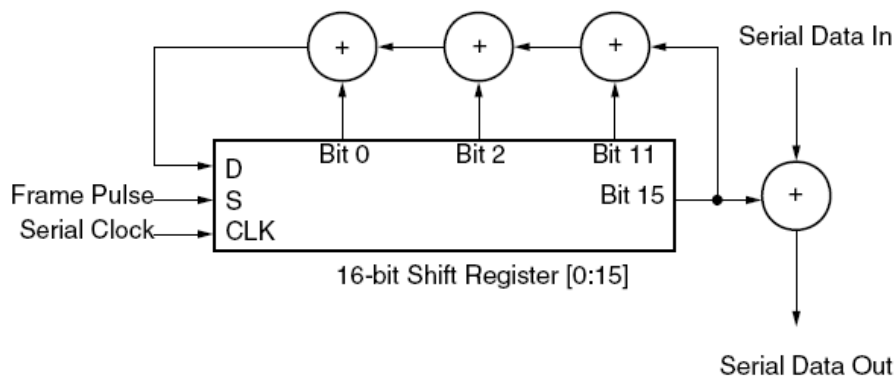 +
+
+
Serial Data In
Bit 0
Bit 2
Bit 11
D
Frame Pulse
S
Bit 15
+
Serial Clock
CLK
16-bit Shift Register [0:15]
Serial Data Out